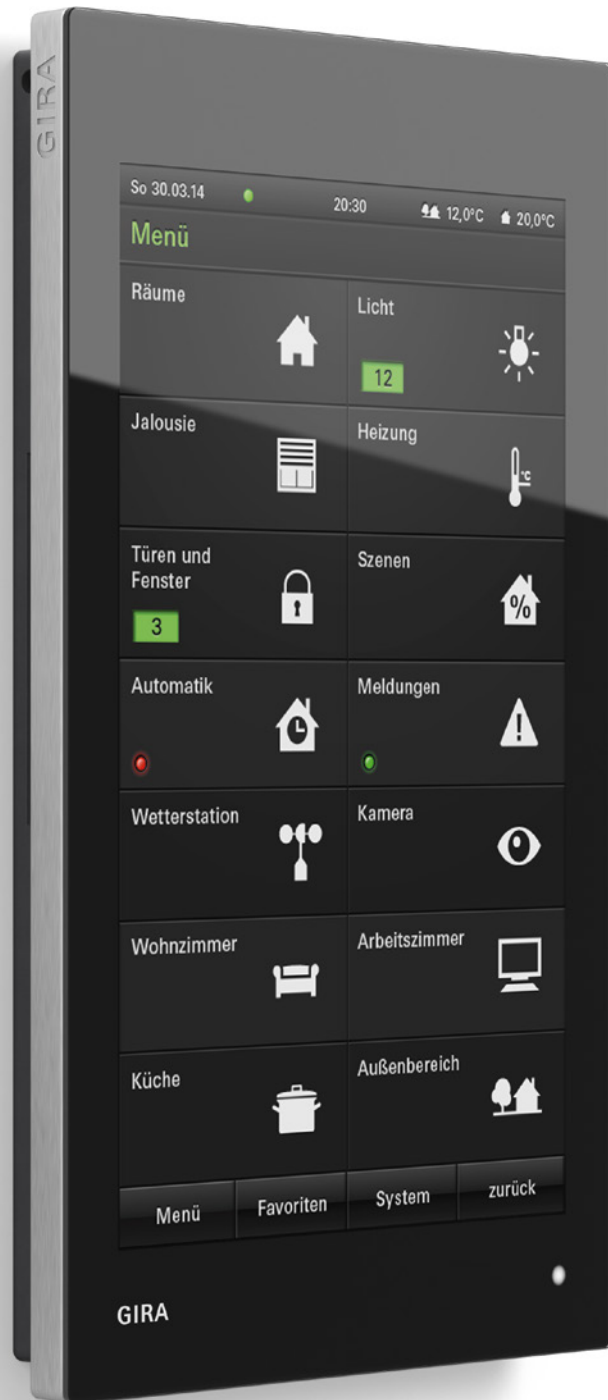 GIRA
So 30.03.14 20:30 12,0°C 20,0°C
Menü
Räume
Licht
12
Jalousie
Heizung
°C
Türen und
Fenster
3
Szenen
%
Automatik
Meldungen
!
Wetterstation
Kamera
Wohnzimmer
Arbeitszimmer
Küche
Außenbereich
Menü Favoriten System zurück
GIRA